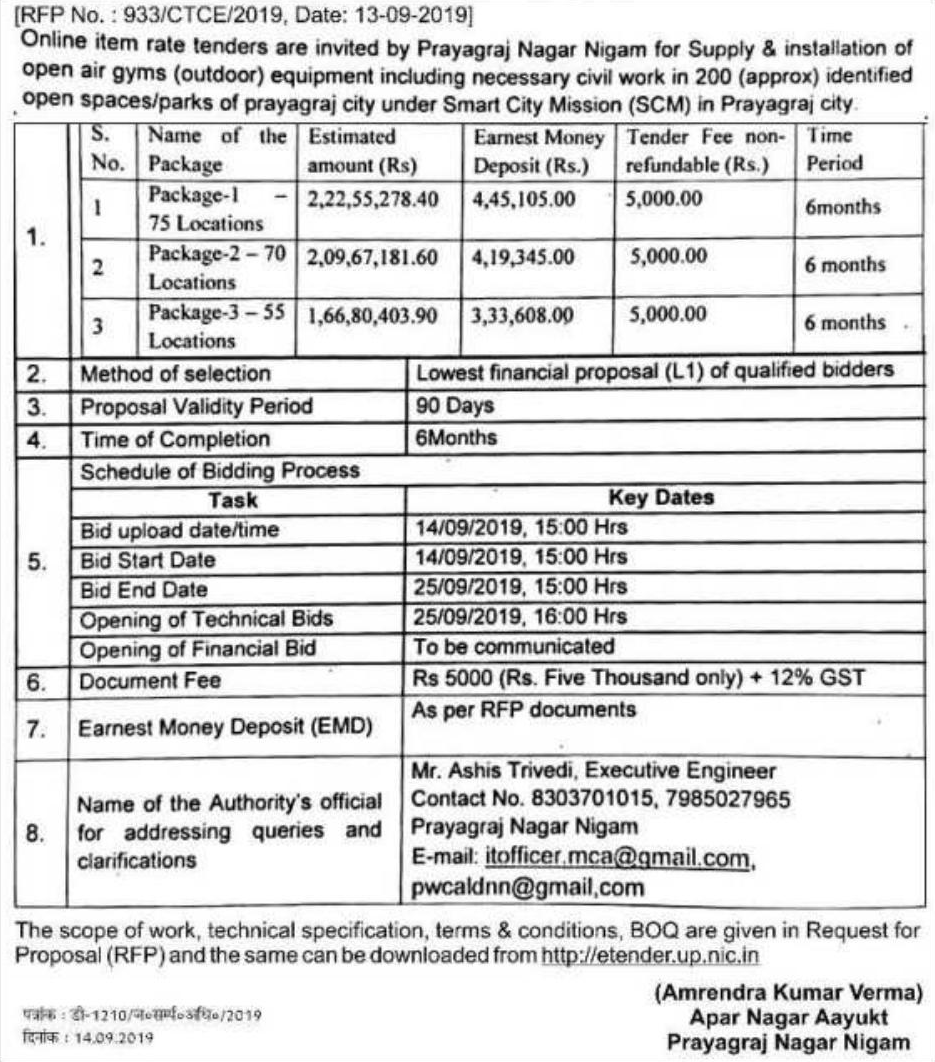 [RFP No. : 933/CTCE/2019, Date: 13-09-2019]
Online item rate tenders are invited by Prayagraj Nagar Nigam for Supply & installation of
open air gyms (outdoor) equipment including necessary civil work in 200 (approx) identified
open spaces/parks of prayagraj city under Smart City Mission (SCM) in Prayagraj city.
1.
S. No. Name of the Package Estimated amount (Rs) Earnest Money Deposit (Rs.) Tender Fee non-refundable (Rs.) Time Period
1 Package-1 – 75 Locations 2,22,55,278.40 4,45,105.00 5,000.00 6months
2 Package-2 – 70 Locations 2,09,67,181.60 4,19,345.00 5,000.00 6 months
3 Package-3 – 55 Locations 1,66,80,403.90 3,33,608.00 5,000.00 6 months
2. Method of selection Lowest financial proposal (L1) of qualified bidders
3. Proposal Validity Period 90 Days
4. Time of Completion 6Months
5.
Schedule of Bidding Process
Task Key Dates
Bid upload date/time 14/09/2019, 15:00 Hrs
Bid Start Date 14/09/2019, 15:00 Hrs
Bid End Date 25/09/2019, 15:00 Hrs
Opening of Technical Bids 25/09/2019, 16:00 Hrs
Opening of Financial Bid To be communicated
6. Document Fee Rs 5000 (Rs. Five Thousand only) + 12% GST
7. Earnest Money Deposit (EMD) As per RFP documents
8.
Name of the Authority's official
for addressing queries and
clarifications
Mr. Ashis Trivedi, Executive Engineer
Contact No. 8303701015, 7985027965
Prayagraj Nagar Nigam
E-mail: itofficer.mca@gmail.com,
pwcaldnn@gmail,com
The scope of work, technical specification, terms & conditions, BOQ are given in Request for
Proposal (RFP) and the same can be downloaded from http://etender.up.nic.in
(Amrendra Kumar Verma)
Apar Nagar Aayukt
Prayagraj Nagar Nigam
पत्रांक : डी-1210/ज०सम्प०अधि०/2019
दिनांक : 14.09.2019